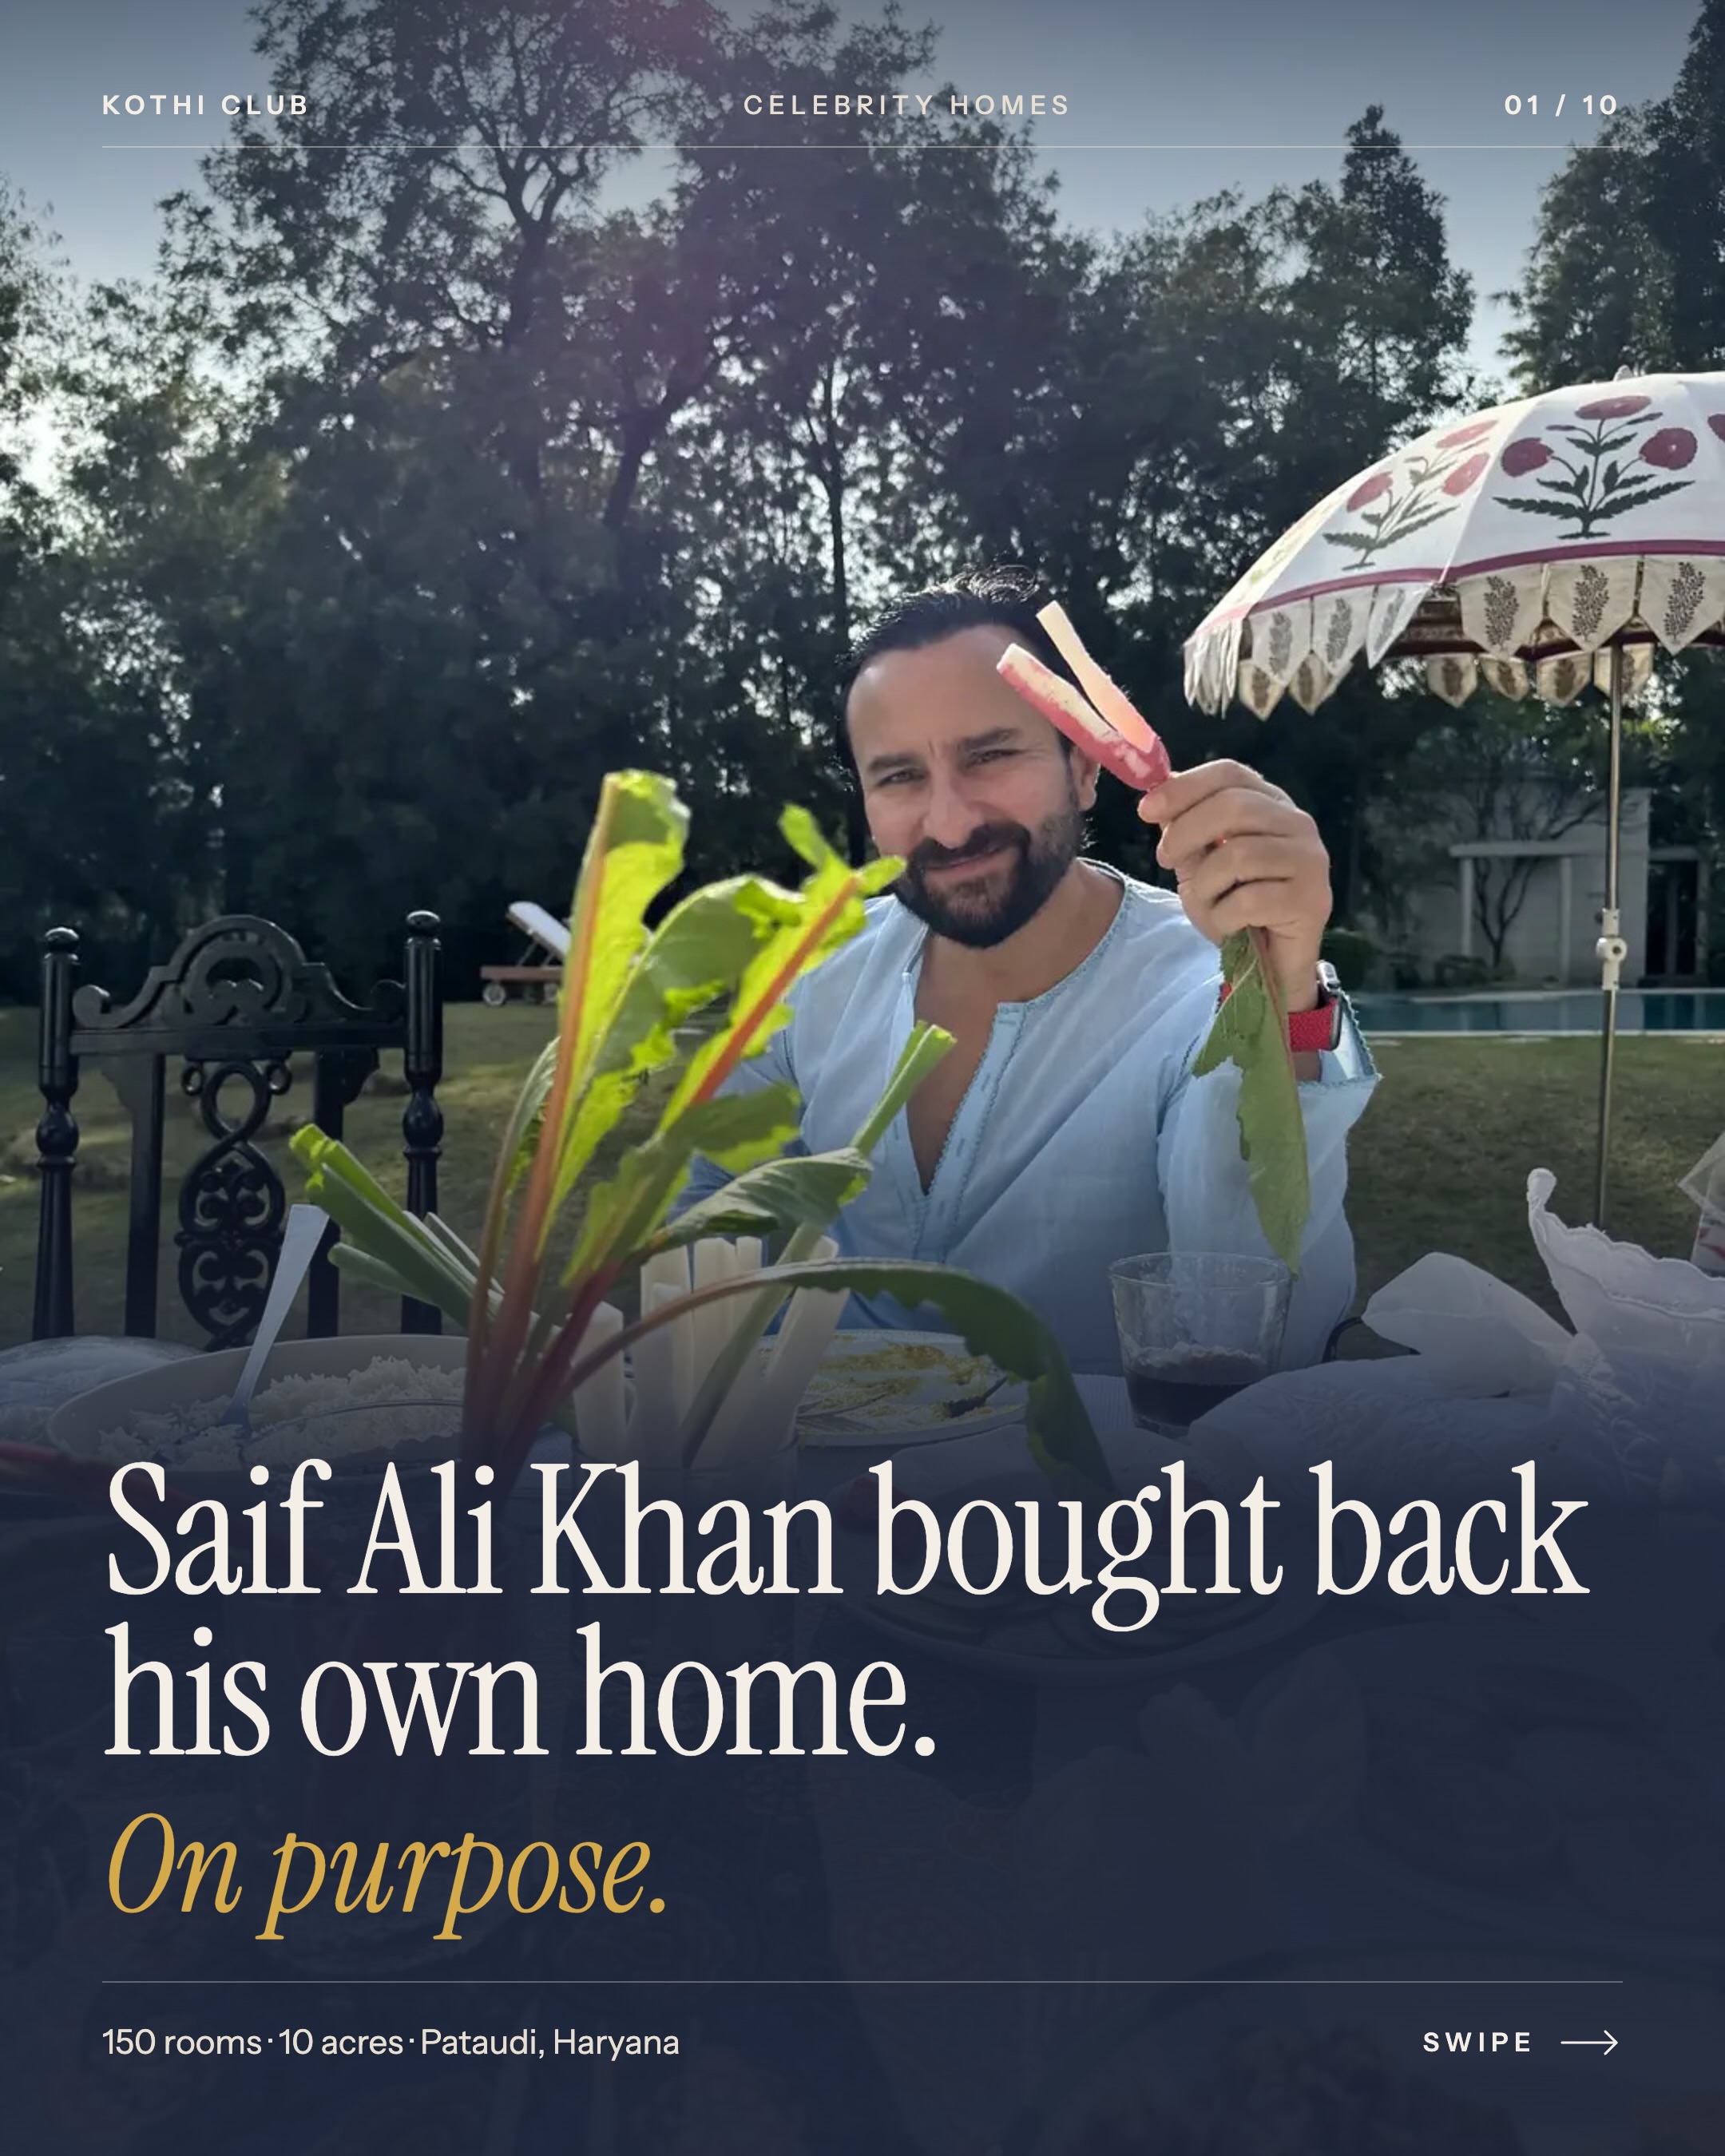 KOTHI CLUB
CELEBRITY HOMES
01 / 10
Saif Ali Khan bought back
his own home.
On purpose.
150 rooms · 10 acres · Pataudi, Haryana
SWIPE →